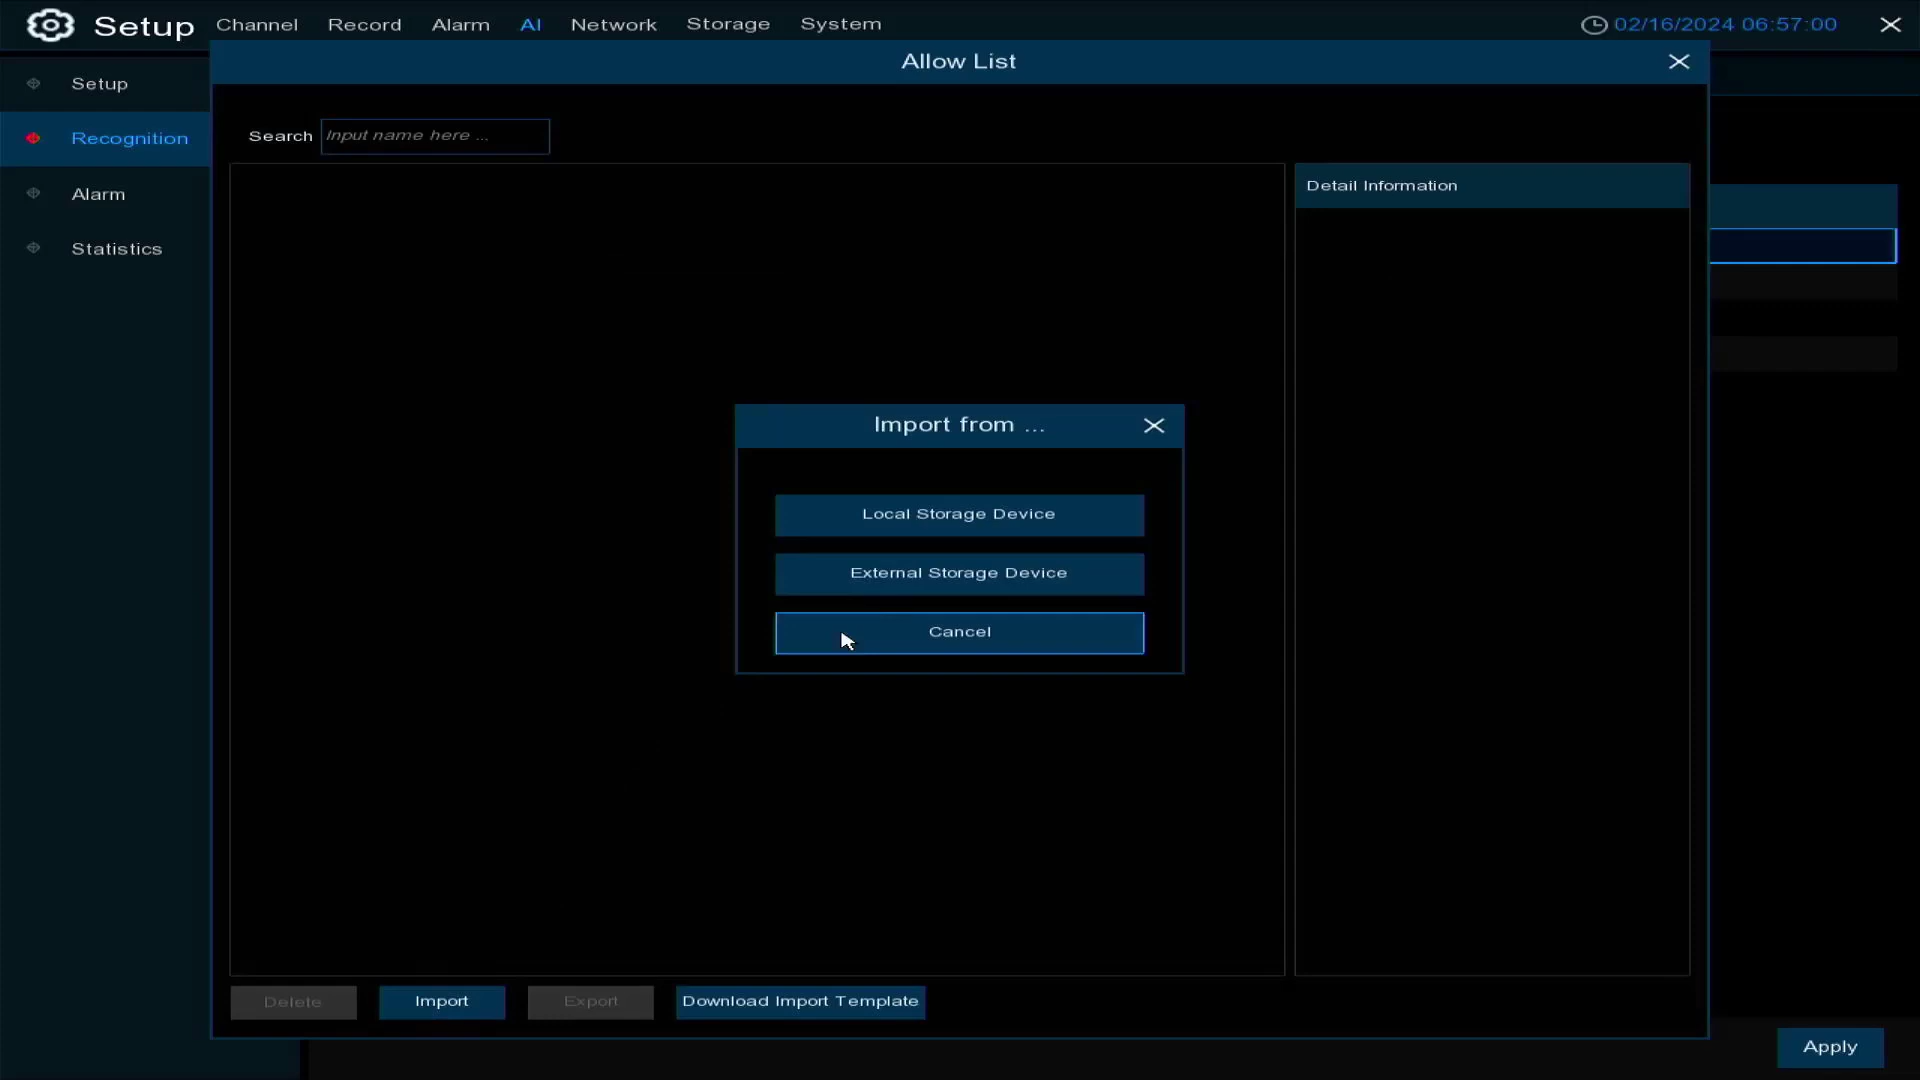 Setup Channel Record Alarm AI Network Storage System 02/16/2024 06:57:00
Allow List
Setup
Recognition
Alarm
Statistics
Search Input name here ...
Detail Information
Import from ...
Local Storage Device
External Storage Device
Cancel
Delete Import Export Download Import Template
Apply